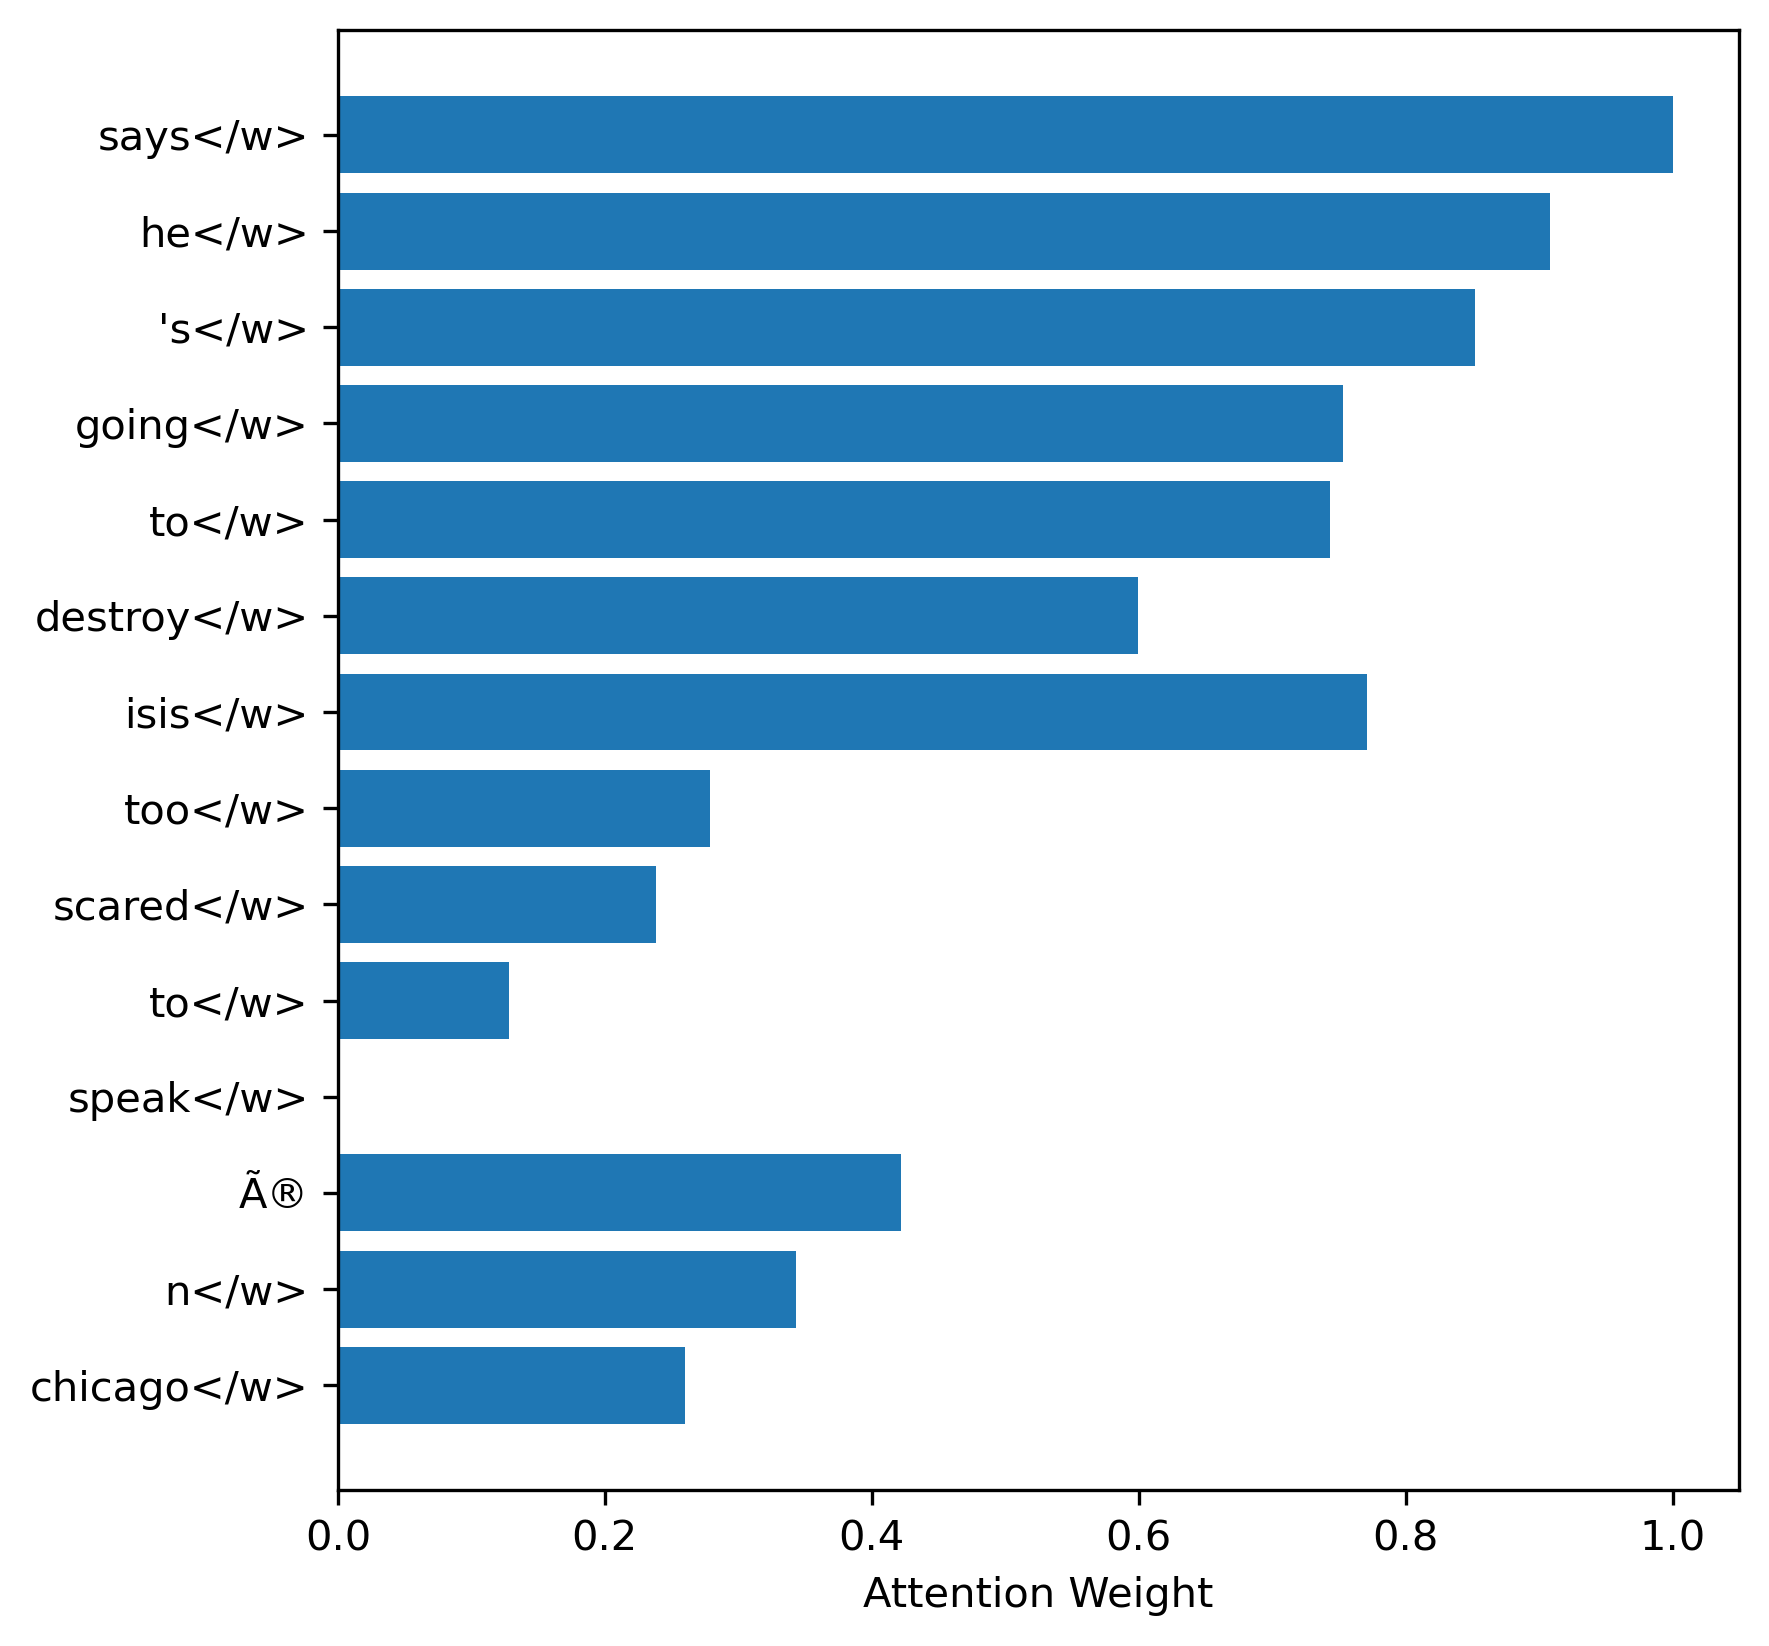 says</w>
he</w>
's</w>
going</w>
to</w>
destroy</w>
isis</w>
too</w>
scared</w>
to</w>
speak</w>
Ã®
n</w>
chicago</w>
0.0 0.2 0.4 0.6 0.8 1.0
Attention Weight